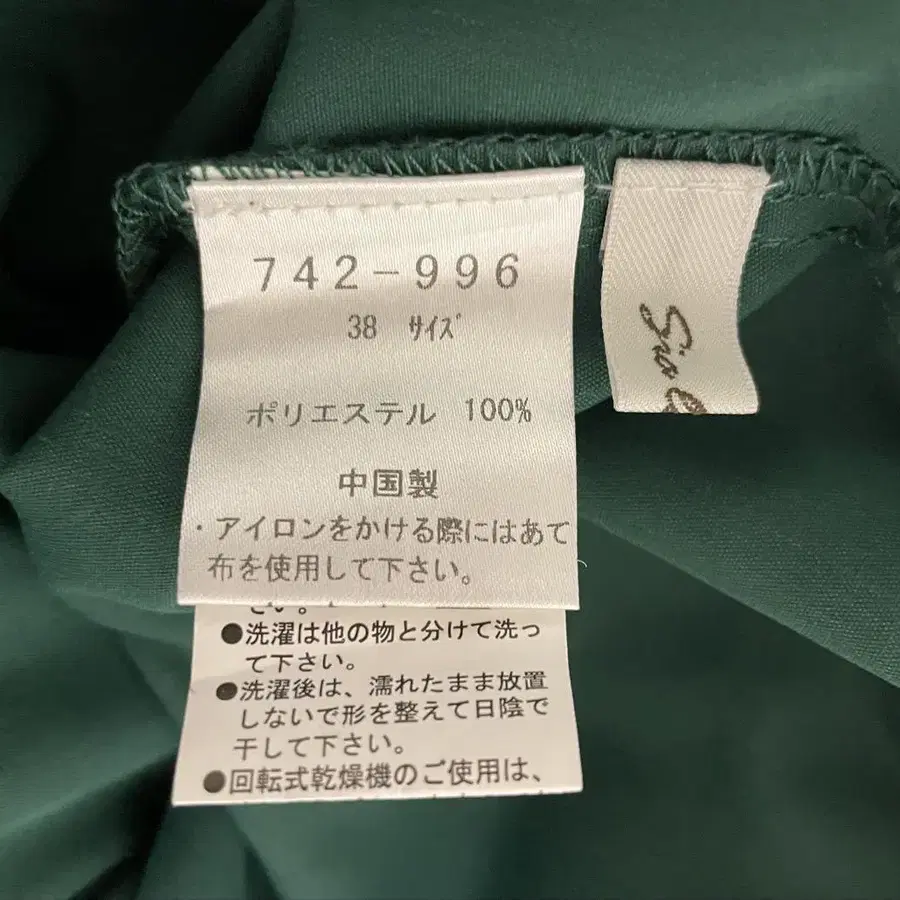 742-996
38 サイズ
ポリエステル 100%
中国製
・アイロンをかける際にはあて
布を使用して下さい。
さい。
●洗濯は他の物と分けて洗っ
て下さい。
●洗濯後は、濡れたまま放置
しないで形を整えて日陰で
干して下さい。
●回転式乾燥機のご使用は、
Sio